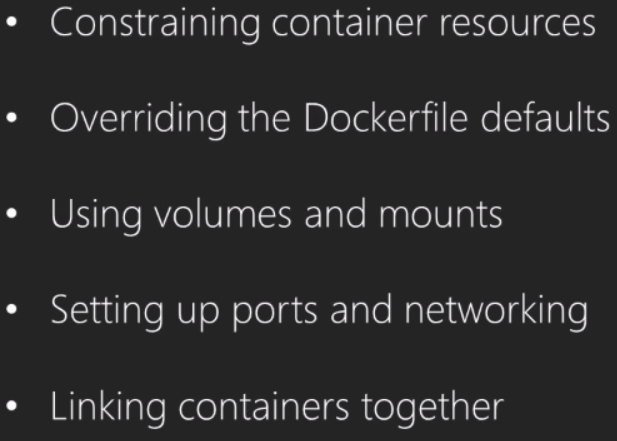 • Constraining container resources
• Overriding the Dockerfile defaults
• Using volumes and mounts
• Setting up ports and networking
• Linking containers together